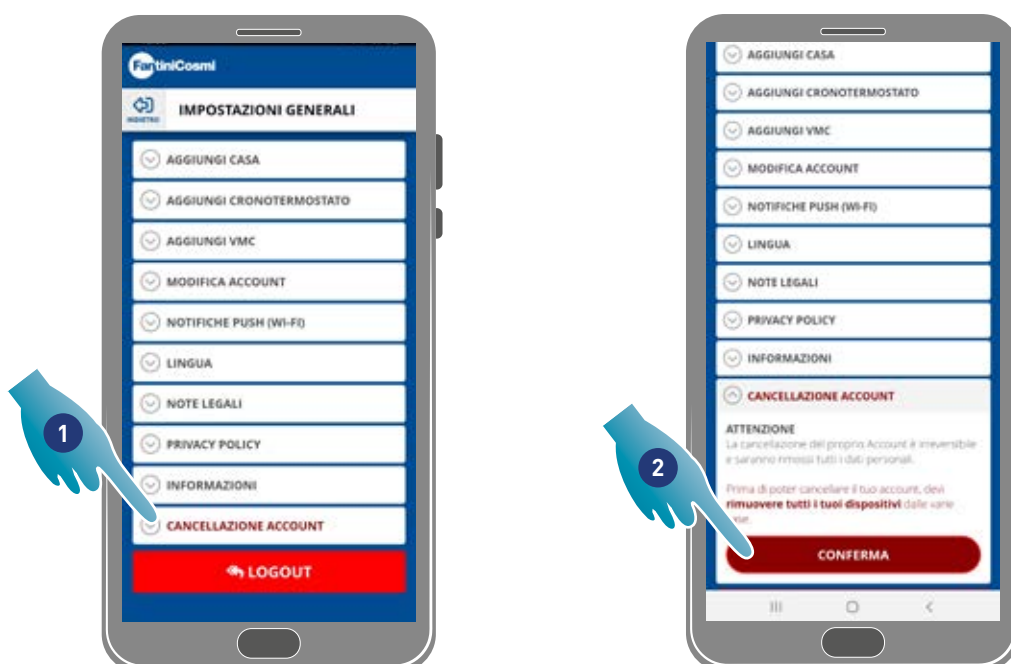 FantiniCosmi
INDIETRO
IMPOSTAZIONI GENERALI
AGGIUNGI CASA
AGGIUNGI CRONOTERMOSTATO
AGGIUNGI VMC
MODIFICA ACCOUNT
NOTIFICHE PUSH (WI-FI)
LINGUA
NOTE LEGALI
PRIVACY POLICY
INFORMAZIONI
CANCELLAZIONE ACCOUNT
LOGOUT
1
AGGIUNGI CASA
AGGIUNGI CRONOTERMOSTATO
AGGIUNGI VMC
MODIFICA ACCOUNT
NOTIFICHE PUSH (WI-FI)
LINGUA
NOTE LEGALI
PRIVACY POLICY
INFORMAZIONI
CANCELLAZIONE ACCOUNT
ATTENZIONE
La cancellazione del proprio Account è irreversibile
e saranno rimossi tutti i dati personali.
Prima di poter cancellare il tuo account, devi
rimuovere tutti i tuoi dispositivi dalle varie
CONFERMA
2